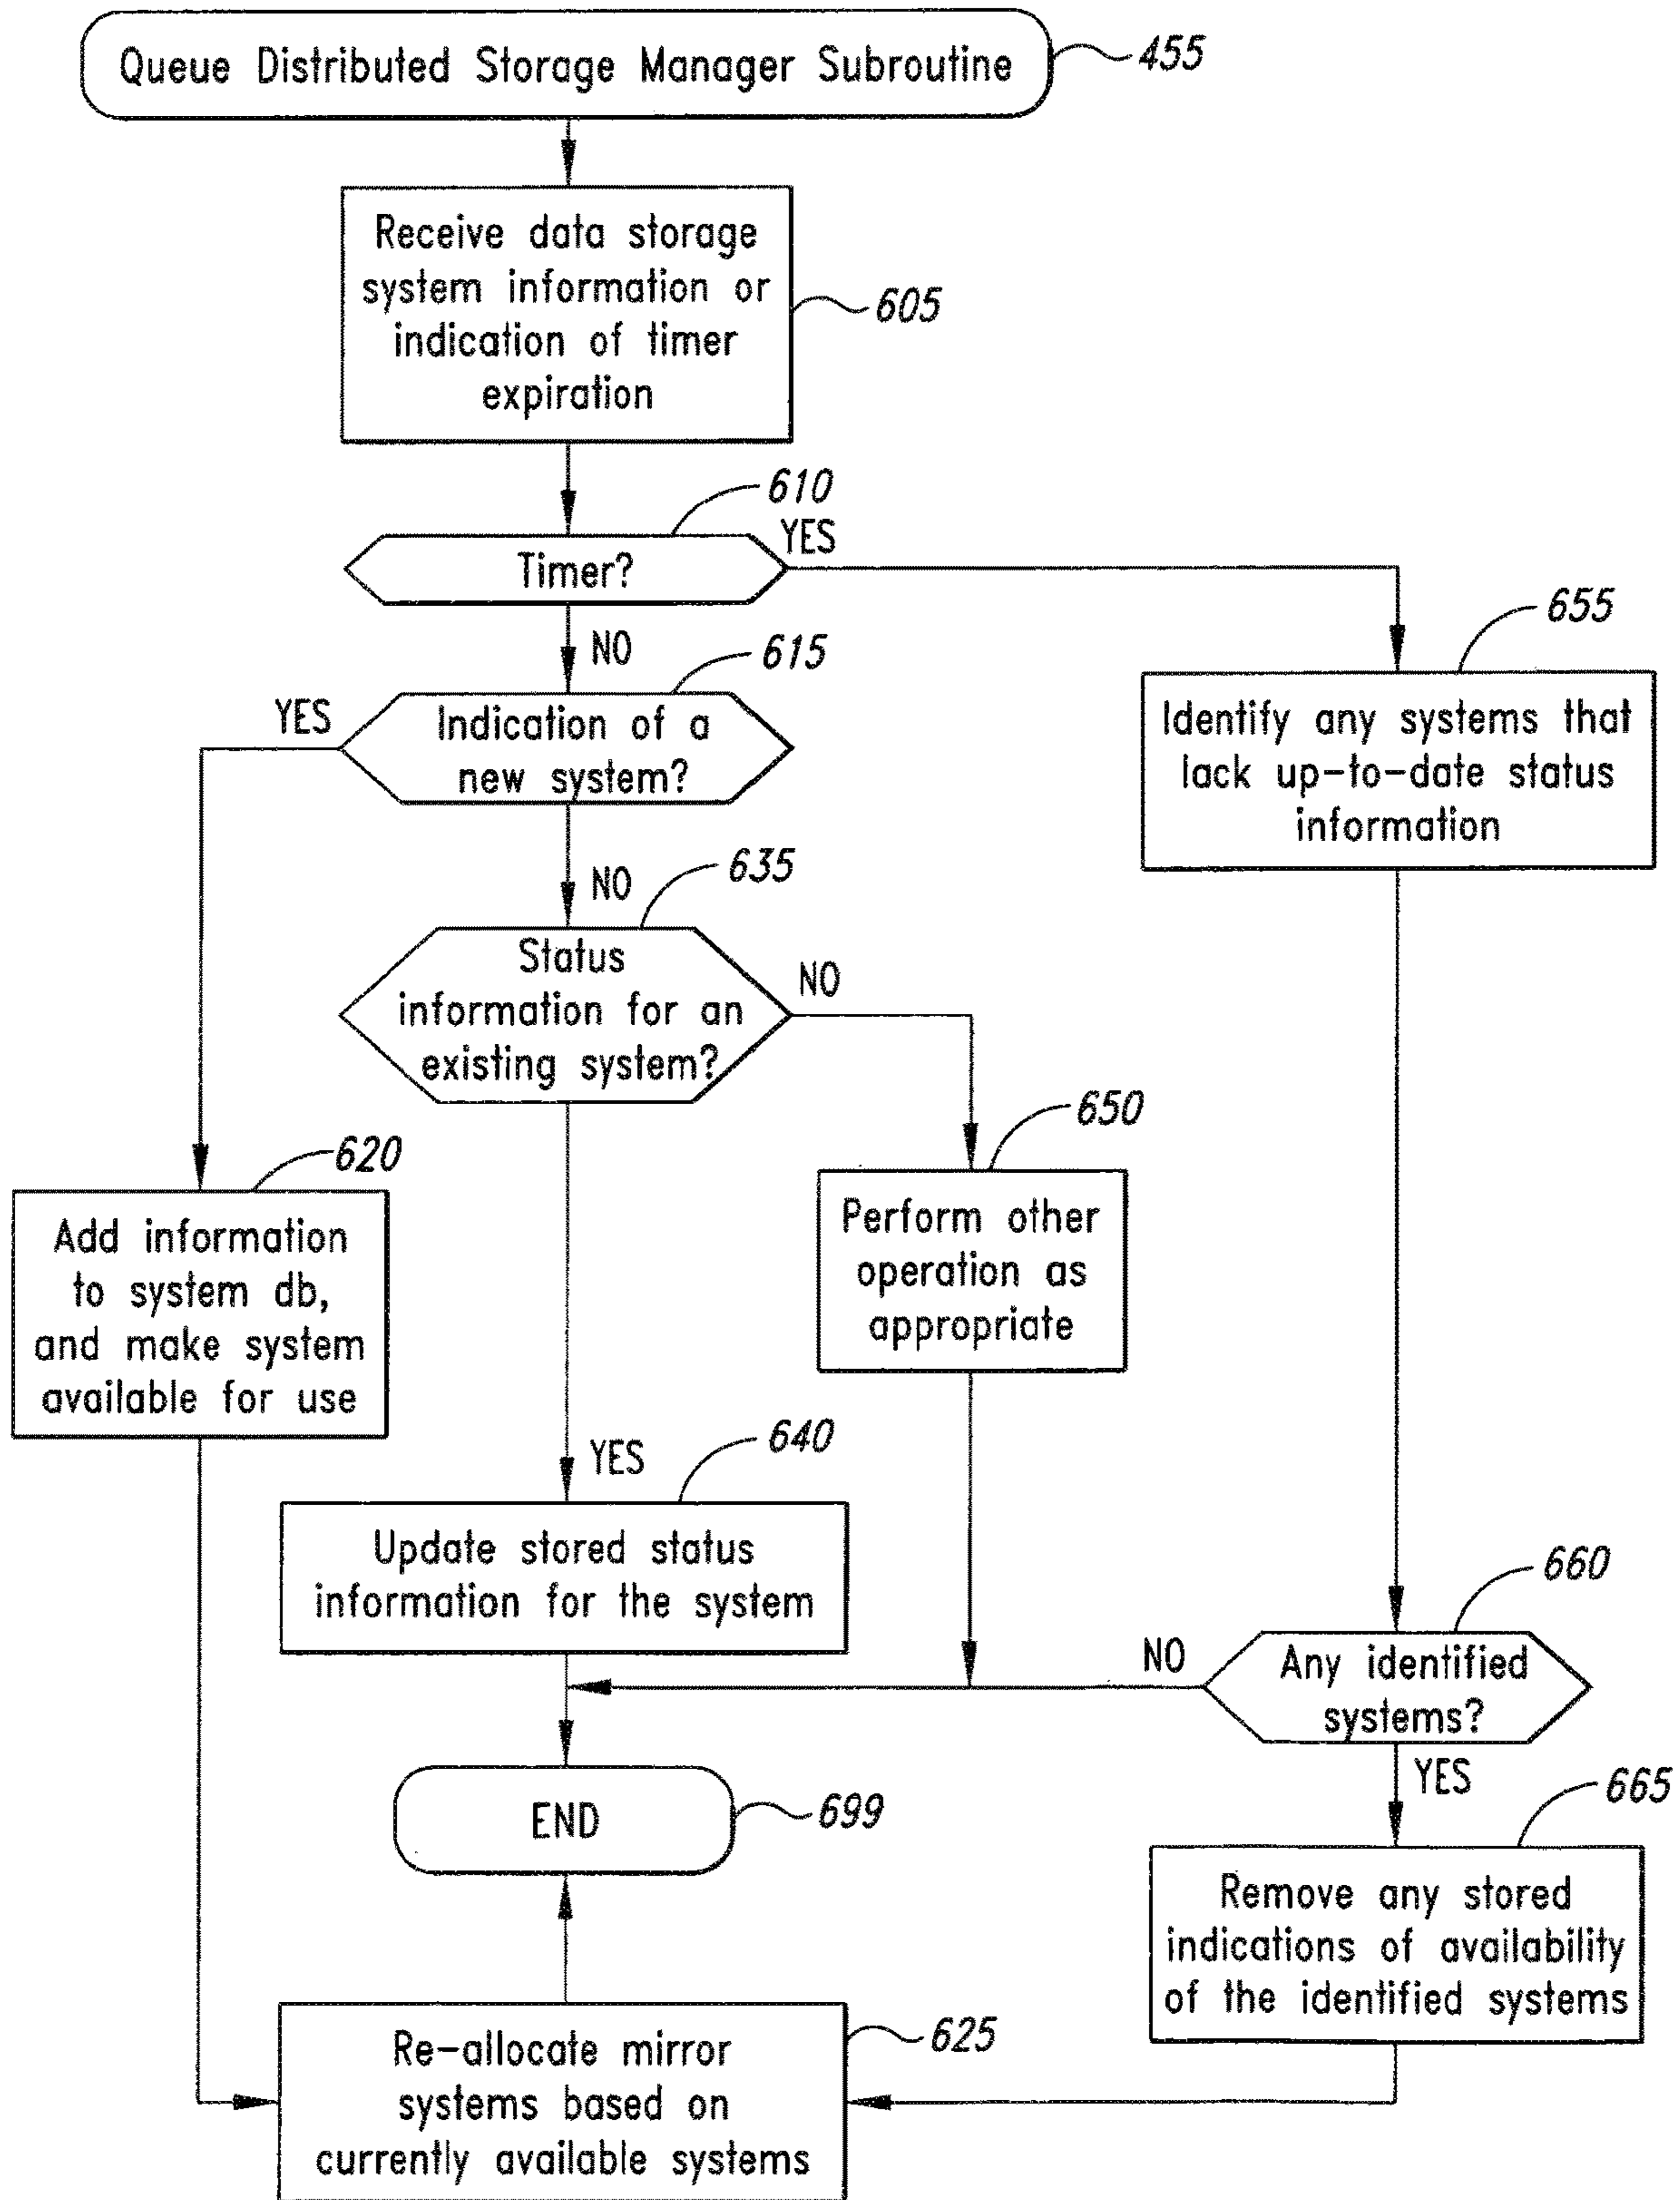 Queue Distributed Storage Manager Subroutine
455
Receive data storage
system information or
indication of timer
expiration
605
610
Timer?
YES
NO
615
655
YES
Indication of a
new system?
Identify any systems that
lack up-to-date status
information
NO
635
Status
information for an
existing system?
NO
650
620
Add information
to system db,
and make system
available for use
Perform other
operation as
appropriate
YES
640
Update stored status
information for the system
660
NO
Any identified
systems?
YES
665
END
699
Remove any stored
indications of availability
of the identified systems
Re-allocate mirror
systems based on
currently available systems
625